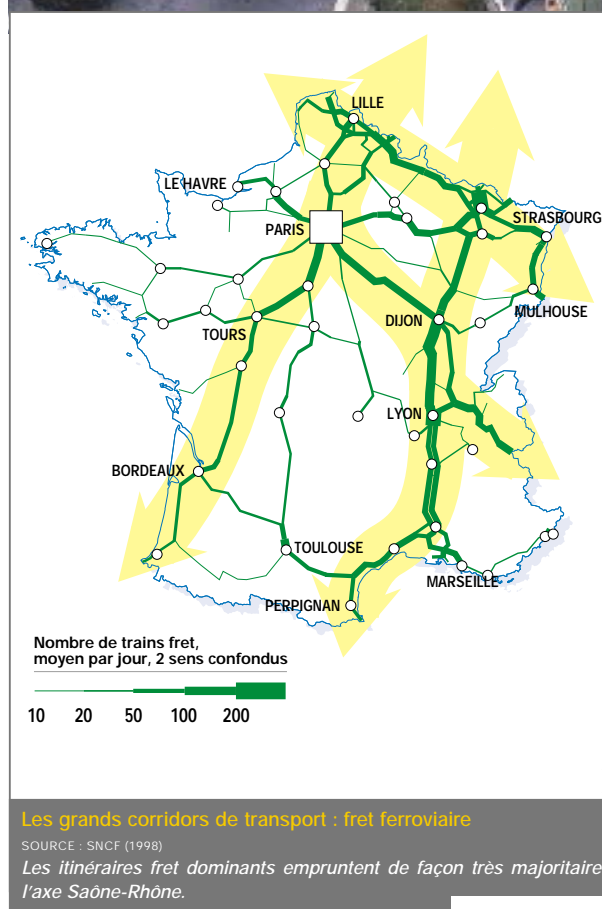 LILLE
LE HAVRE
PARIS
STRASBOURG
MULHOUSE
DIJON
TOURS
LYON
BORDEAUX
TOULOUSE
MARSEILLE
PERPIGNAN
Nombre de trains fret,
moyen par jour, 2 sens confondus
10 20 50 100 200
Les grands corridors de transport : fret ferroviaire
SOURCE : SNCF (1998)
Les itinéraires fret dominants empruntent de façon très majoritaire
l'axe Saône-Rhône.